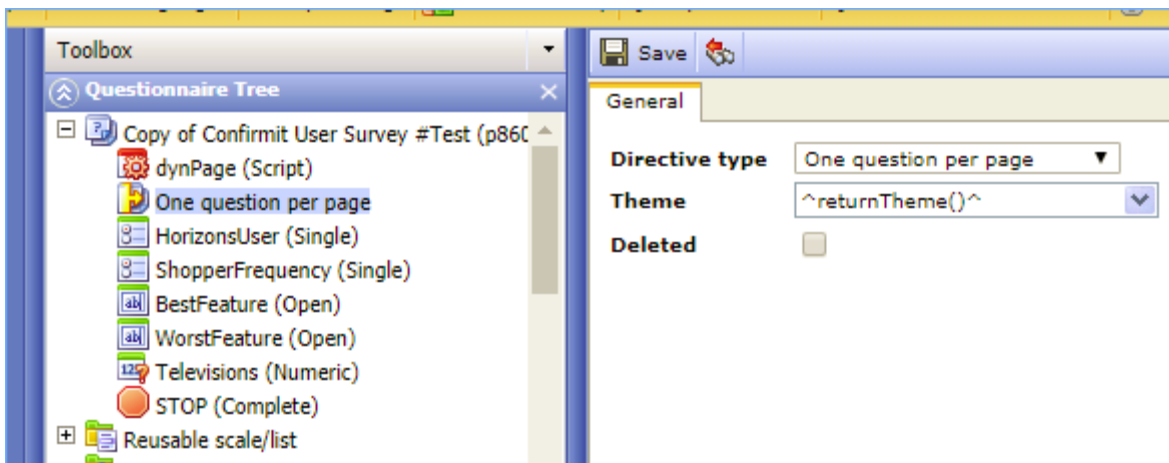 Toolbox
Questionnaire Tree
Copy of Confirmit User Survey #Test (p860
dynPage (Script)
One question per page
HorizonsUser (Single)
ShopperFrequency (Single)
BestFeature (Open)
WorstFeature (Open)
Televisions (Numeric)
STOP (Complete)
Reusable scale/list
Save
General
Directive type One question per page
Theme ^returnTheme()^
Deleted